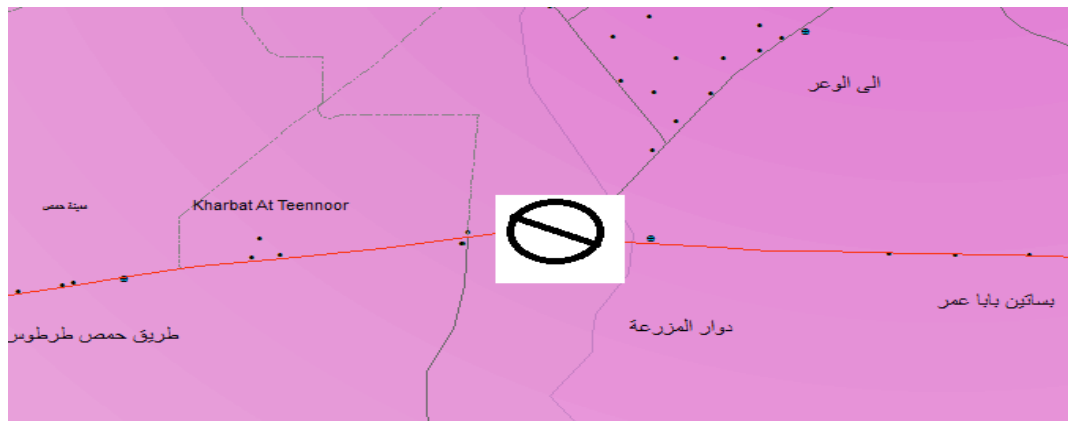 الى الوعر
مدينة حمص
Kharbat At Teennoor
بساتين بابا عمر
دوار المزرعة
طريق حمص طرطوس